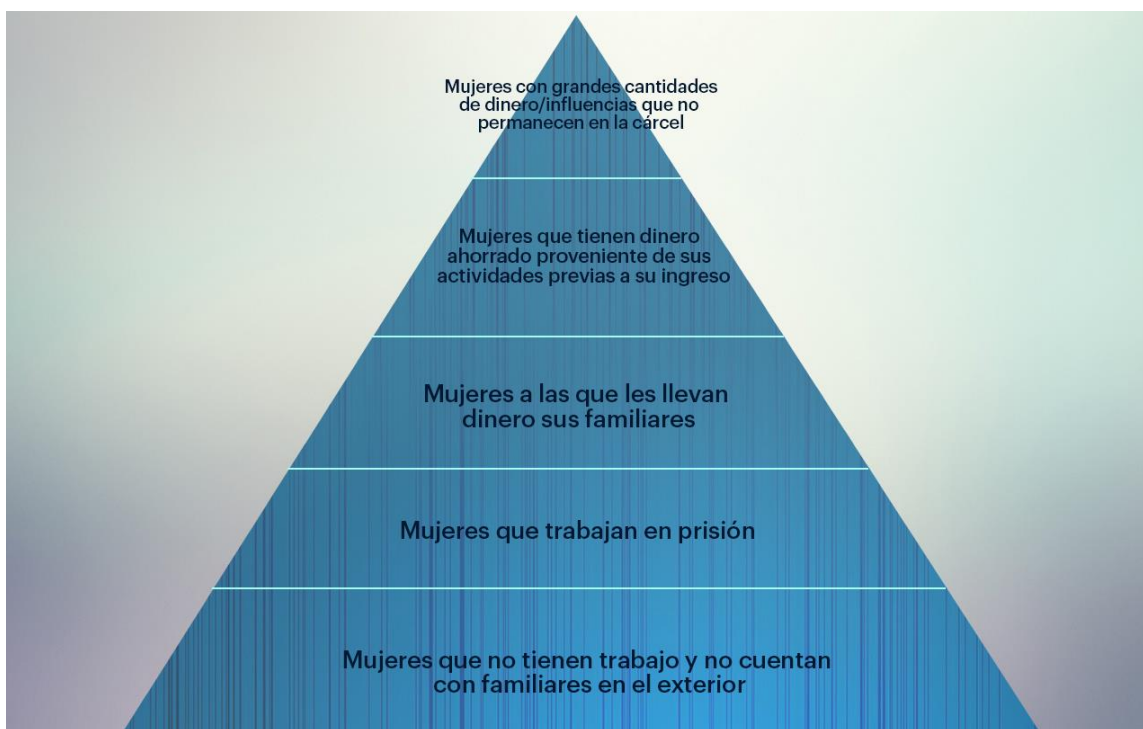 Mujeres con grandes cantidades
de dinero/influencias que no
permanecen en la cárcel
Mujeres que tienen dinero
ahorrado proveniente de sus
actividades previas a su ingreso
Mujeres a las que les llevan
dinero sus familiares
Mujeres que trabajan en prisión
Mujeres que no tienen trabajo y no cuentan
con familiares en el exterior